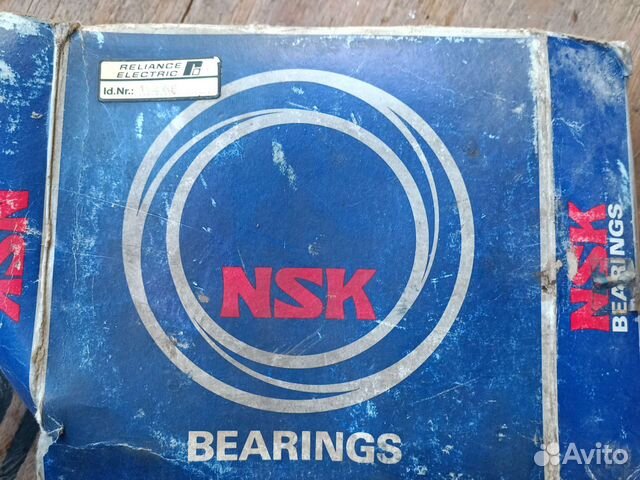 RELIANCE
ELECTRIC
Id.Nr.:
NSK
BEARINGS
NSK
NSK
BEARINGS
Avito